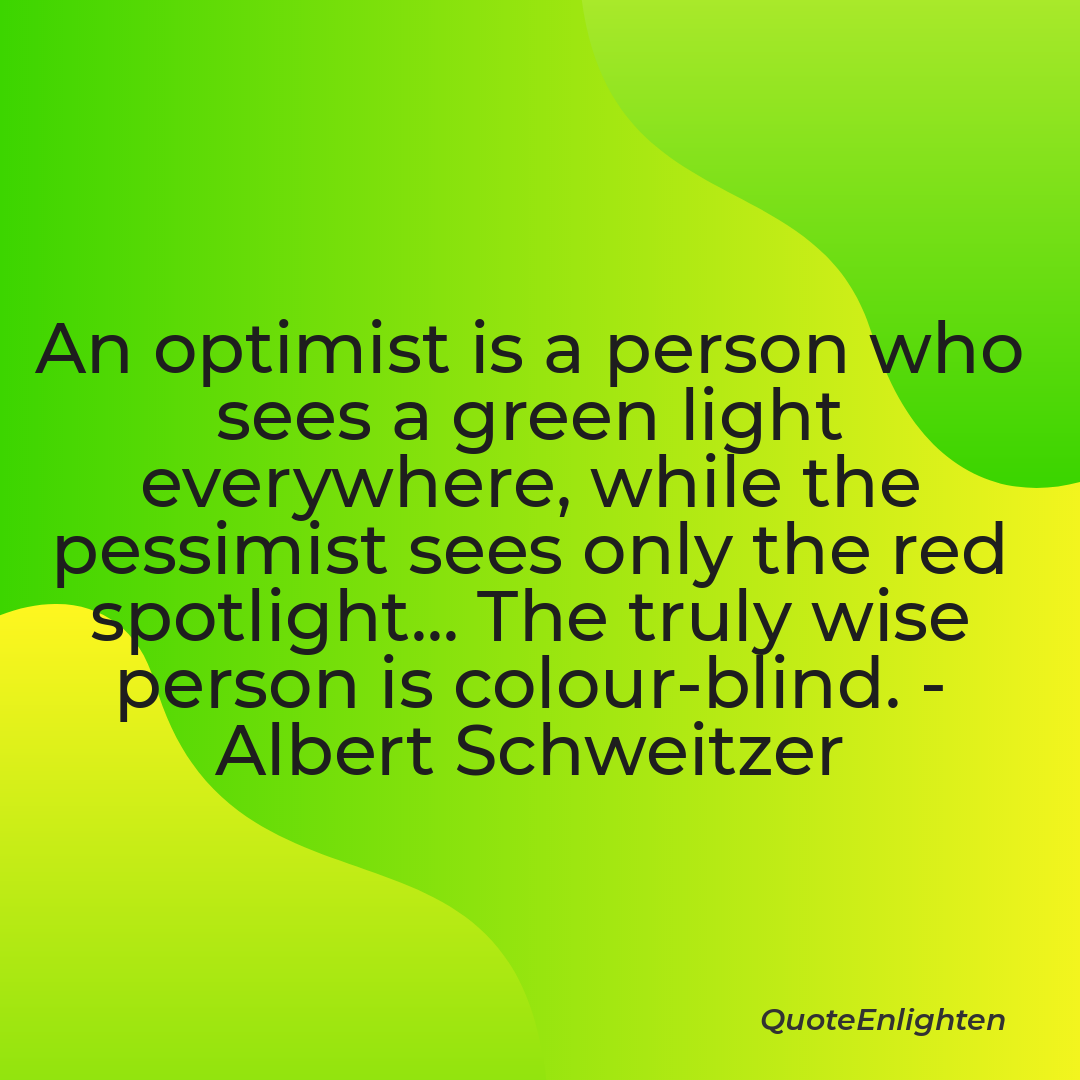 An optimist is a person who
sees a green light
everywhere, while the
pessimist sees only the red
spotlight... The truly wise
person is colour-blind. -
Albert Schweitzer
QuoteEnlighten